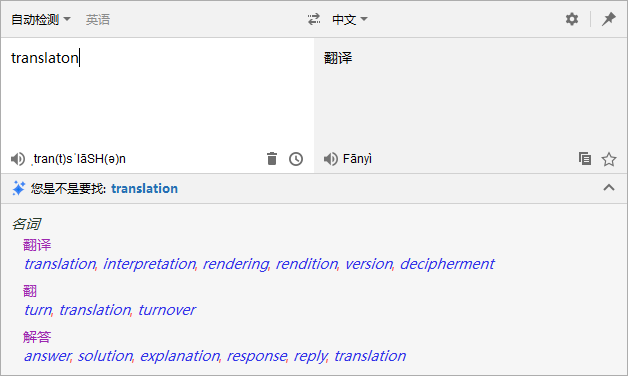 自动检测 英语 中文
translaton 翻译
ˌtran(t)sˈlāSH(ə)n Fānyì
您是不是要找: translation
名词
翻译
translation, interpretation, rendering, rendition, version, decipherment
翻
turn, translation, turnover
解答
answer, solution, explanation, response, reply, translation